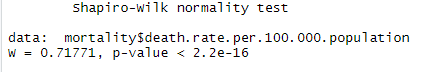 Shapiro-Wilk normality test
data:  mortality$death.rate.per.100.000.population
W = 0.71771, p-value < 2.2e-16